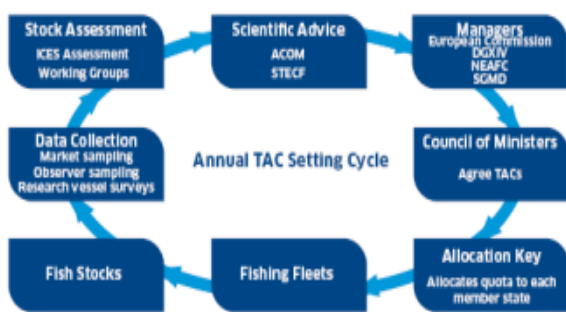 Stock Assessment
ICES Assessment
Working Groups
Scientific Advice
ACOM
STECF
Managers
European Commission
DGXIV
NEAFC
SGMD
Data Collection
Market sampling
Observer sampling
Research vessel surveys
Annual TAC Setting Cycle
Council of Ministers
Agree TACs
Fish Stocks
Fishing Fleets
Allocation Key
Allocates quota to each
member state